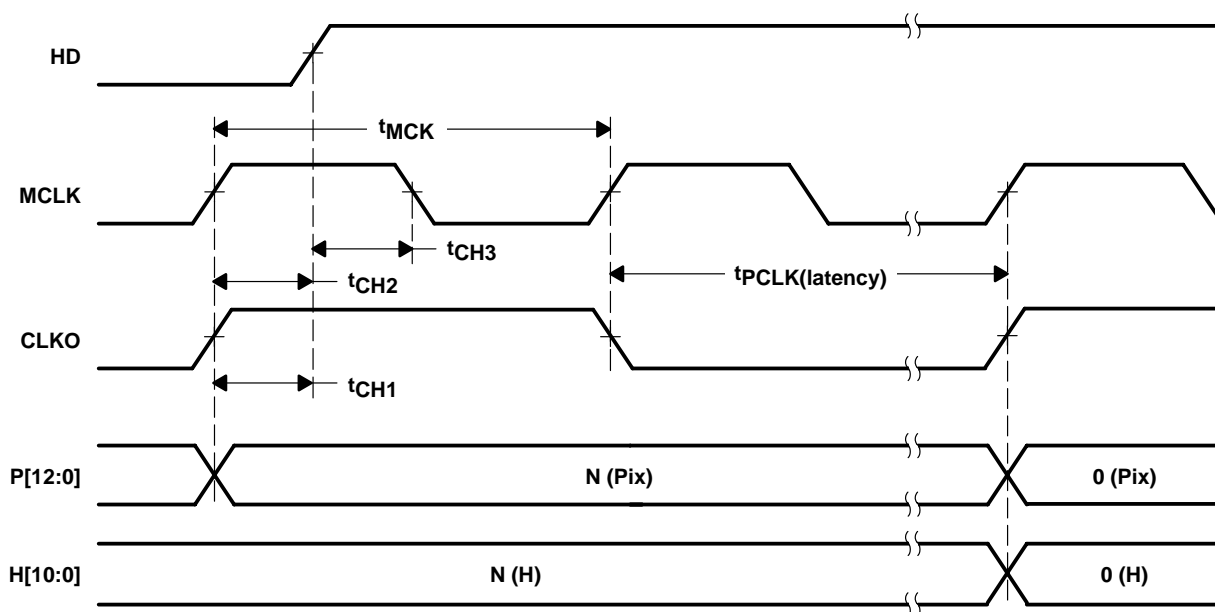 HD
tMCK
MCLK
tCH3
tCH2
tPCLK(latency)
CLKO
tCH1
P[12:0]
N (Pix)
0 (Pix)
H[10:0]
N (H)
0 (H)